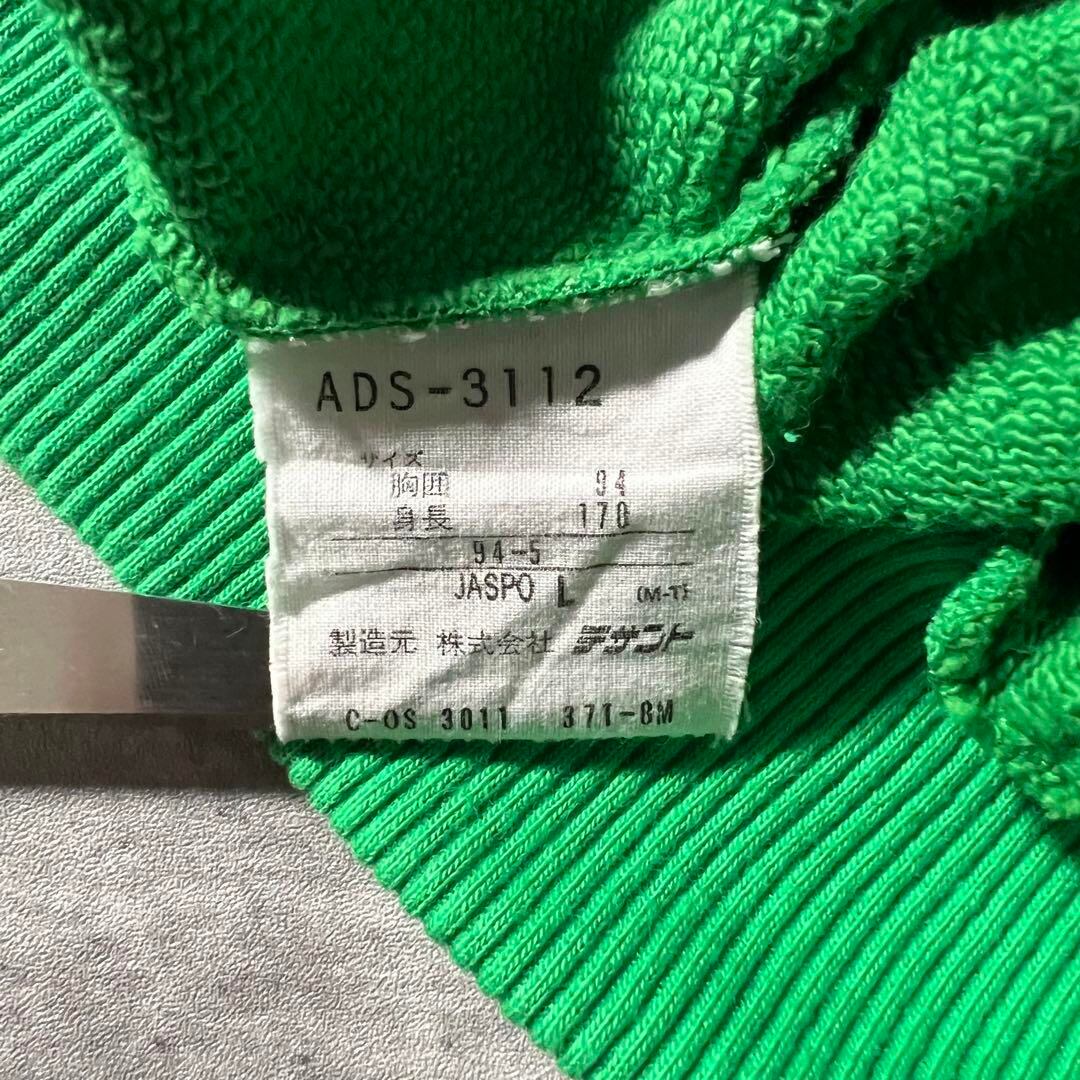 ADS-3112
サイズ
胸囲 94
身長 170
94-5
JASPO L (M-T)
製造元 株式会社 デサント
C-OS 3011 37T-8M